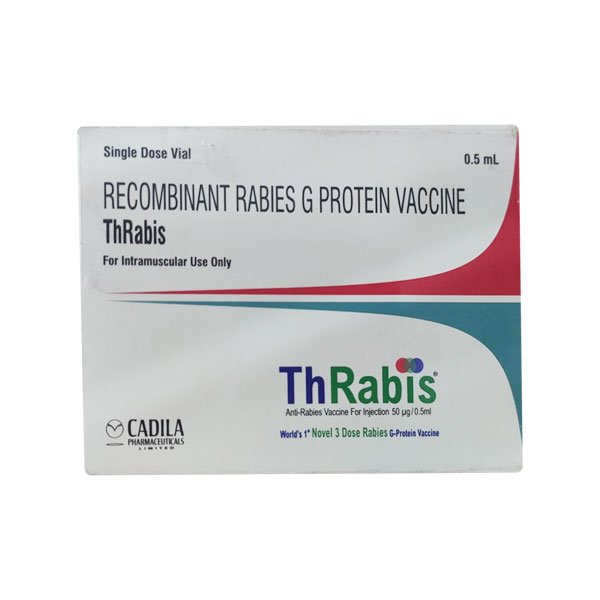 Single Dose Vial
0.5 mL
RECOMBINANT RABIES G PROTEIN VACCINE
ThRabis
For Intramuscular Use Only
ThRabis®
Anti-Rabies Vaccine For Injection 50 µg/0.5ml
World's 1st Novel 3 Dose Rabies G-Protein Vaccine
CADILA
PHARMACEUTICALS
LIMITED